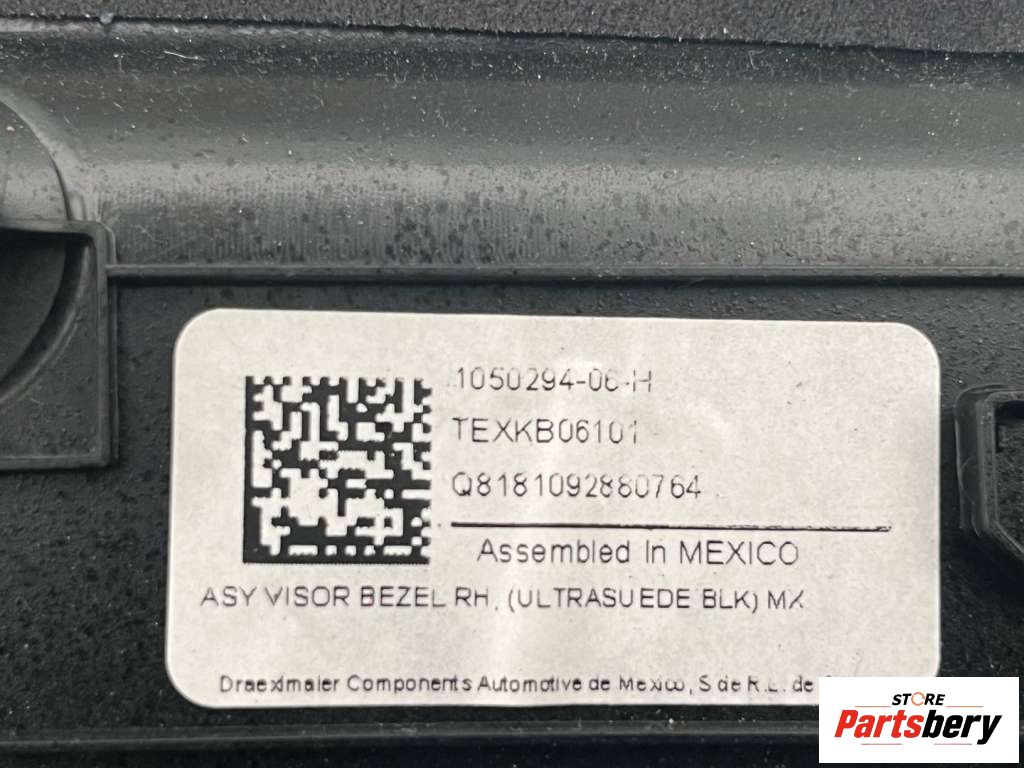 1050294-06-H
TEXKB06101
Q8181092880764
Assembled In MEXICO
ASY VISOR BEZEL RH, (ULTRASUEDE BLK) MX
Draexlmaier Components Automotive de Mexico, S de R.L. de
STORE
Partsbery